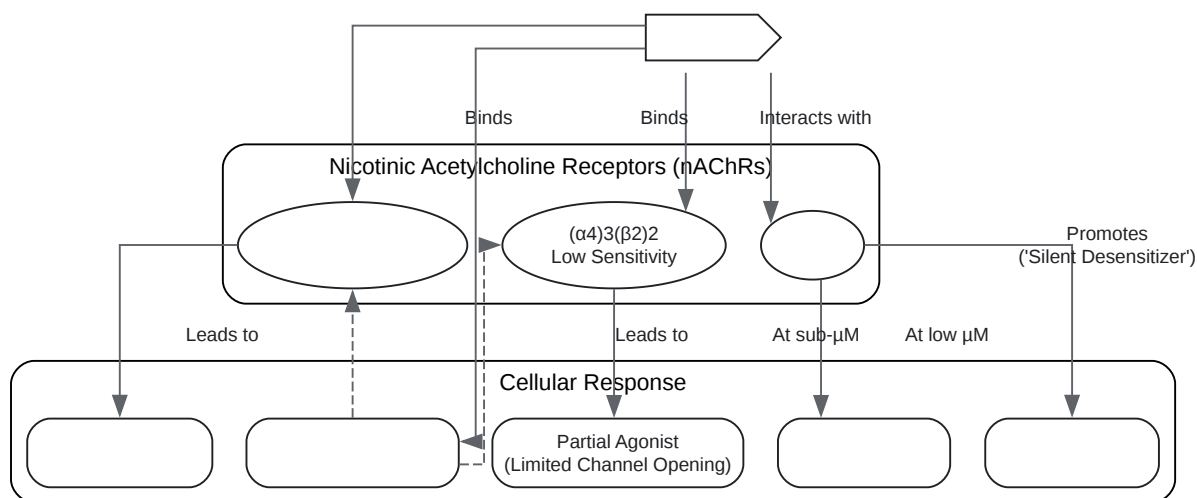 Binds
Binds
Interacts with
Nicotinic Acetylcholine Receptors (nAChRs)
(α4)3(β2)2
Low Sensitivity
Promotes
('Silent Desensitizer')
Leads to
Leads to
At sub-µM
At low µM
Cellular Response
Partial Agonist
(Limited Channel Opening)